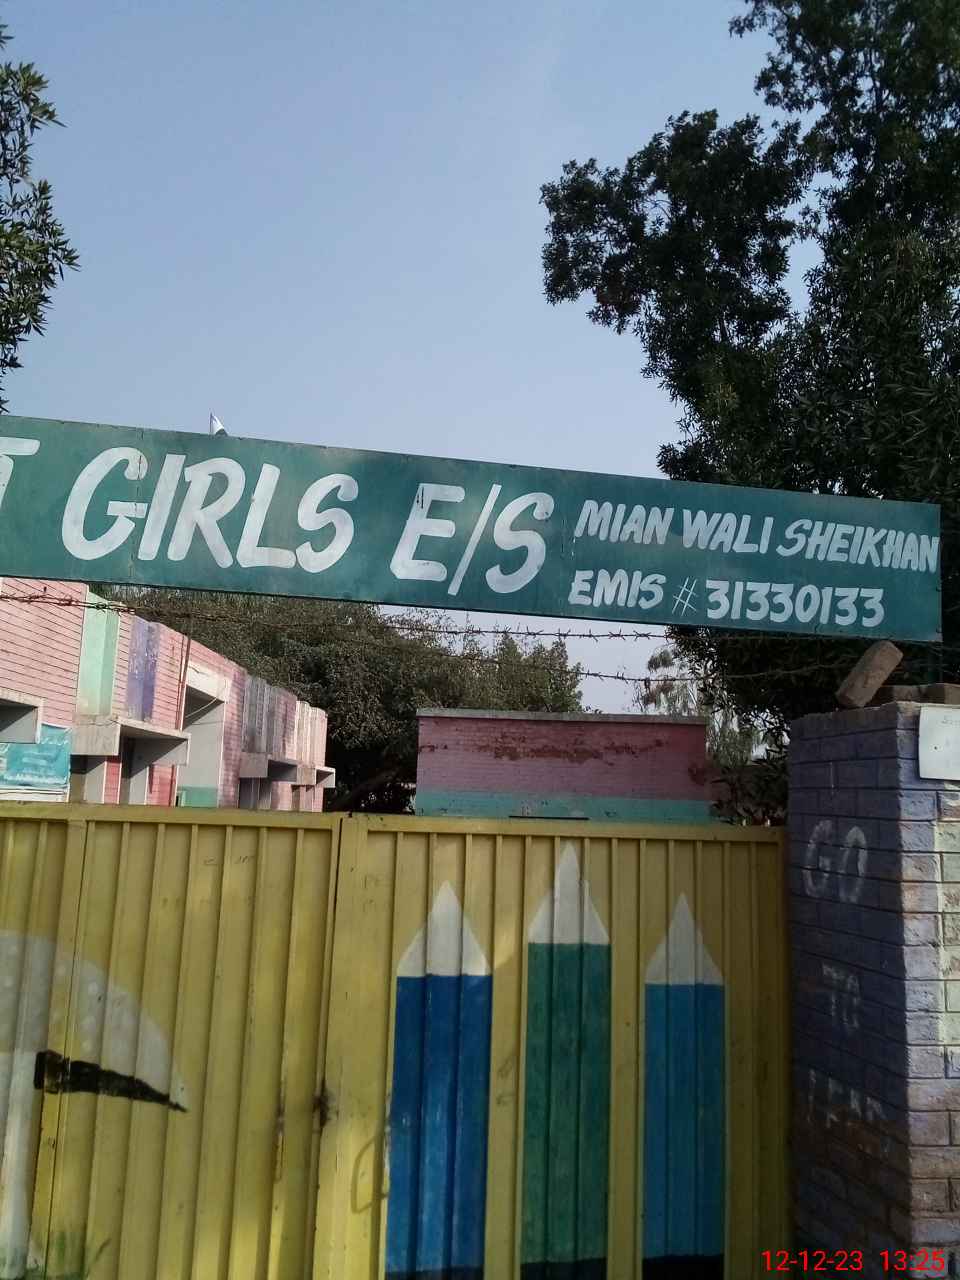 T GIRLS E/S
MIAN WALI SHEIKHAN
EMIS # 31330133
GO
TO
12-12-23 13:25